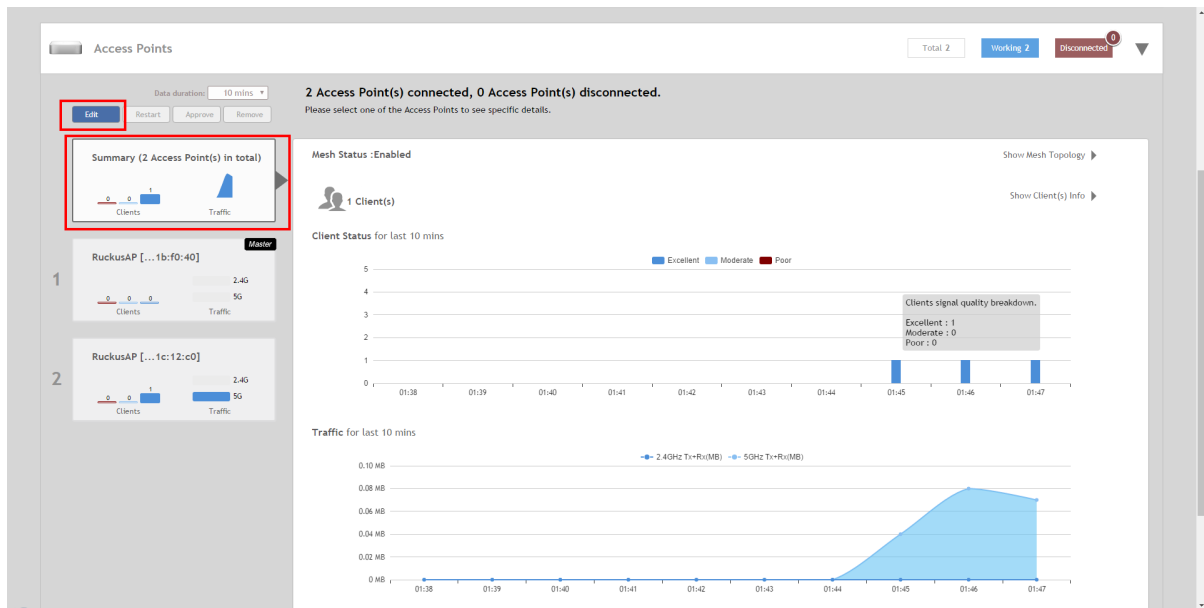 Access Points
Total 2
Working 2
Disconnected
0
Data duration: 10 mins
Edit
Restart
Approve
Remove
2 Access Point(s) connected, 0 Access Point(s) disconnected.
Please select one of the Access Points to see specific details.
Summary (2 Access Point(s) in total)
0 0 1
Clients
Traffic
Master
1
RuckusAP [...1b:f0:40]
2.4G
5G
0 0 0
Clients
Traffic
2
RuckusAP [...1c:12:c0]
2.4G
5G
0 0 1
Clients
Traffic
Mesh Status :Enabled
Show Mesh Topology
1 Client(s)
Show Client(s) Info
Client Status for last 10 mins
Excellent Moderate Poor
5
4
3
2
1
0
Clients signal quality breakdown.
Excellent : 1
Moderate : 0
Poor : 0
01:38 01:39 01:40 01:41 01:42 01:43 01:44 01:45 01:46 01:47
Traffic for last 10 mins
2.4GHz Tx+Rx(MB) 5GHz Tx+Rx(MB)
0.10 MB
0.08 MB
0.06 MB
0.04 MB
0.02 MB
0 MB
01:38 01:39 01:40 01:41 01:42 01:43 01:44 01:45 01:46 01:47